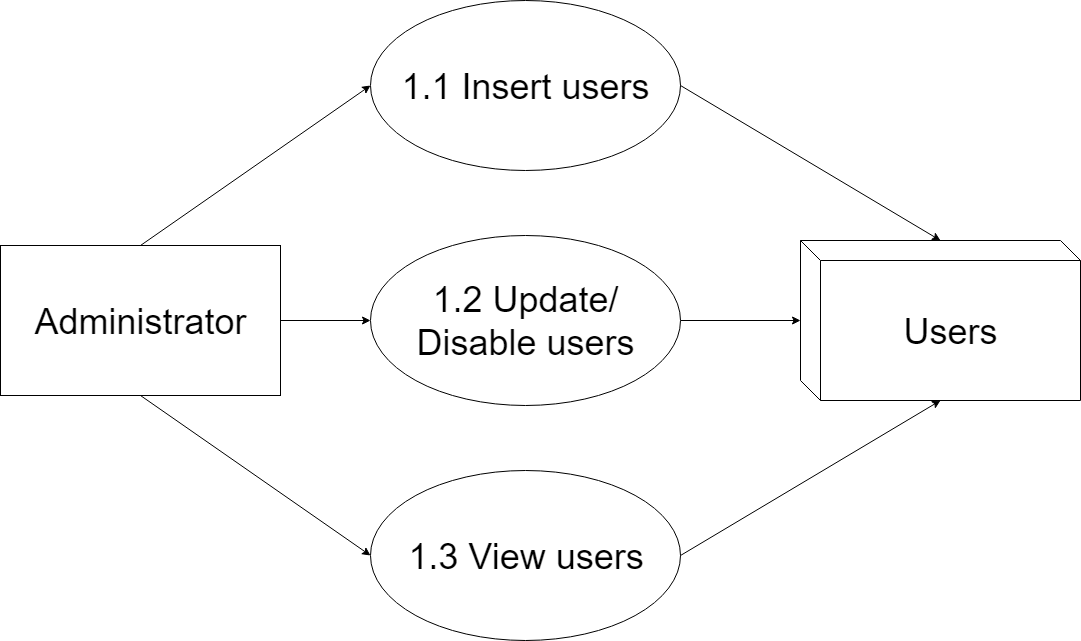 1.1 Insert users
Administrator
1.2 Update/
Disable users
Users
1.3 View users